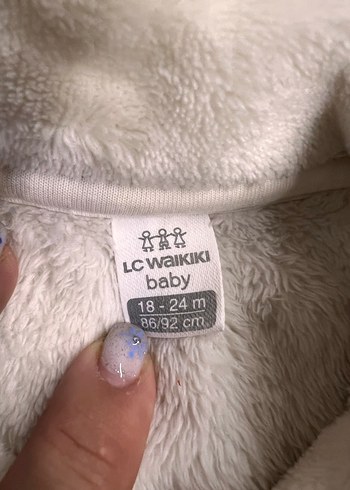 LC WAIKIKI
baby
18 - 24 m
86/92 cm